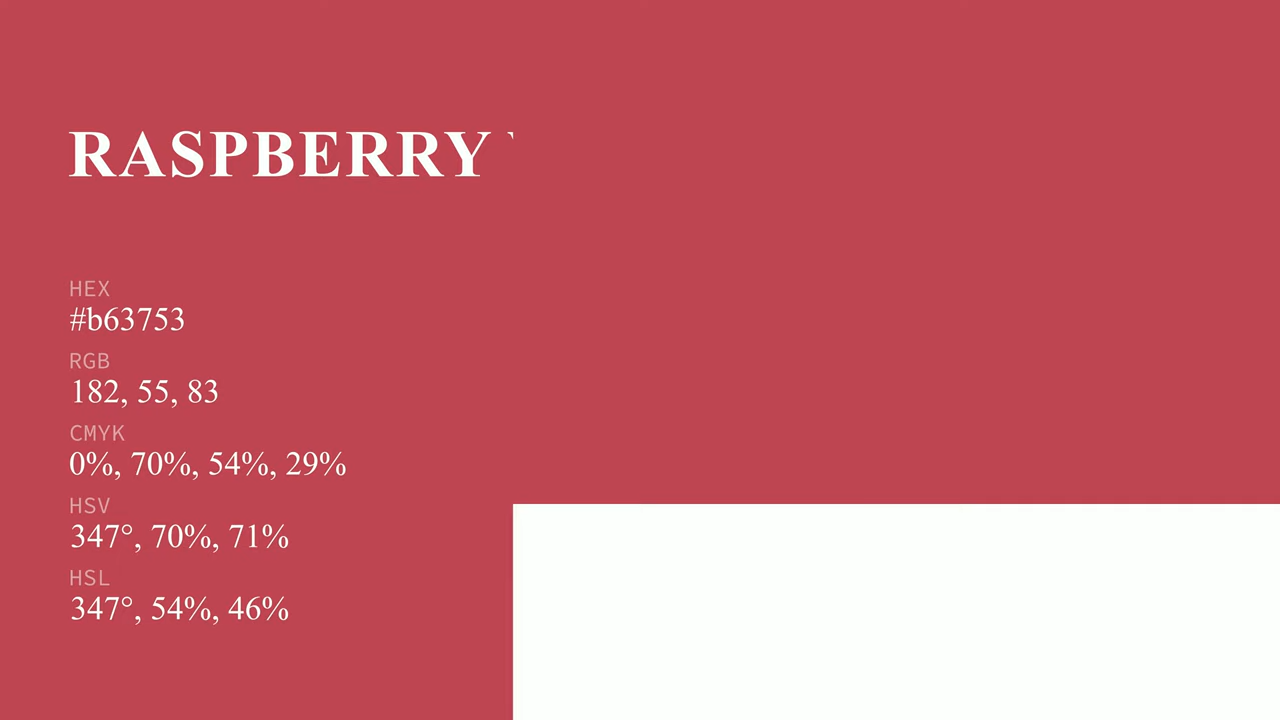 RASPBERRY
HEX
#b63753
RGB
182, 55, 83
CMYK
0%, 70%, 54%, 29%
HSV
347°, 70%, 71%
HSL
347°, 54%, 46%